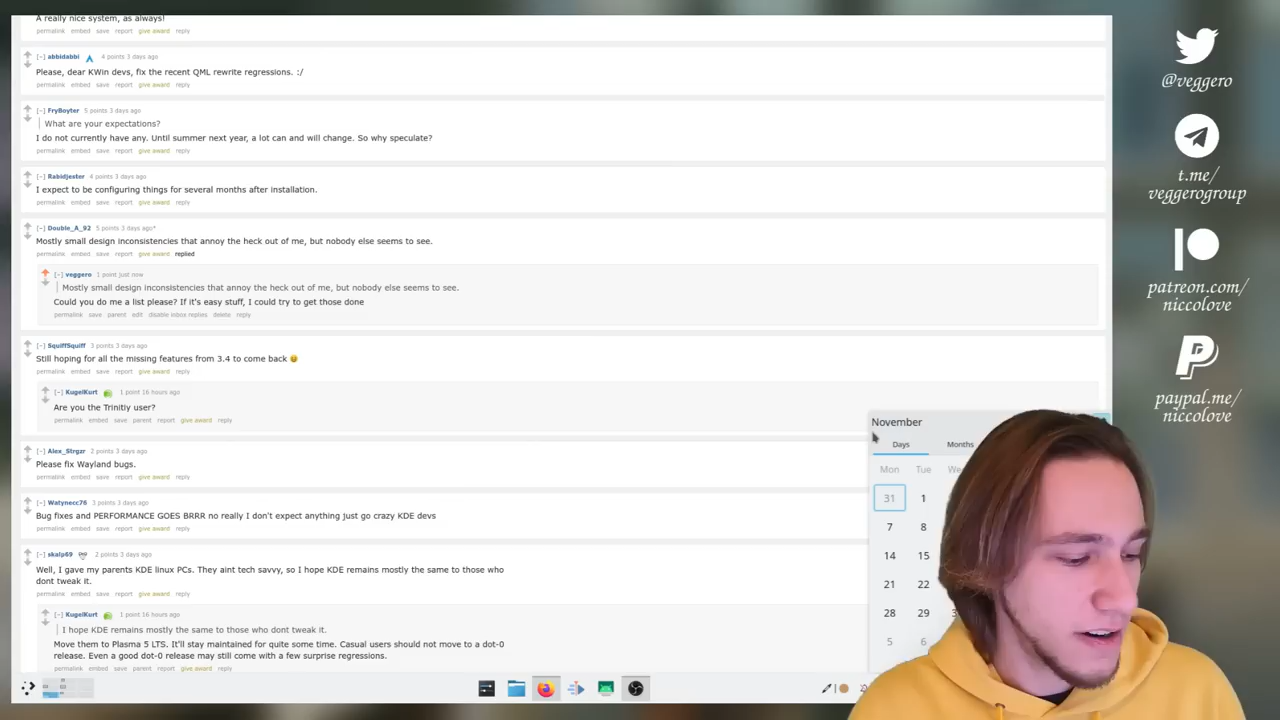 A really nice system, as always!
permalink embed save report give award reply
[–] abbidabbi 4 points 3 days ago
Please, dear KWin devs, fix the recent QML rewrite regressions. :/
permalink embed save report give award reply
[–] FryBoyter 5 points 3 days ago
What are your expectations?
I do not currently have any. Until summer next year, a lot can and will change. So why speculate?
permalink embed save report give award reply
[–] Rabidjester 4 points 3 days ago
I expect to be configuring things for several months after installation.
permalink embed save report give award reply
[–] Double_A_92 5 points 3 days ago*
Mostly small design inconsistencies that annoy the heck out of me, but nobody else seems to see.
permalink embed save report give award replied
[–] veggero 1 point just now
Mostly small design inconsistencies that annoy the heck out of me, but nobody else seems to see.
Could you do me a list please? If it's easy stuff, I could try to get those done
permalink save parent edit disable inbox replies delete reply
[–] SquiffSquiff 3 points 3 days ago
Still hoping for all the missing features from 3.4 to come back
permalink embed save report give award reply
[–] KugelKurt 1 point 16 hours ago
Are you the Trinitiy user?
permalink embed save parent report give award reply
[–] Alex_Strgzr 2 points 3 days ago
Please fix Wayland bugs.
permalink embed save report give award reply
[–] Watynecc76 3 points 3 days ago
Bug fixes and PERFORMANCE GOES BRRR no really I don't expect anything just go crazy KDE devs
permalink embed save report give award reply
[–] skalp69 2 points 3 days ago
Well, I gave my parents KDE linux PCs. They aint tech savvy, so I hope KDE remains mostly the same to those who
dont tweak it.
permalink embed save report give award reply
[–] KugelKurt 1 point 16 hours ago
I hope KDE remains mostly the same to those who dont tweak it.
Move them to Plasma 5 LTS. It'll stay maintained for quite some time. Casual users should not move to a dot-0
release. Even a good dot-0 release may still come with a few surprise regressions.
permalink embed save parent report give award reply
November
Days Months
Mon Tue
31 1
7 8
14 15
21 22
28 29
5 6
@veggero
t.me/
veggerogroup
patreon.com/
niccolove
paypal.me/
niccolove